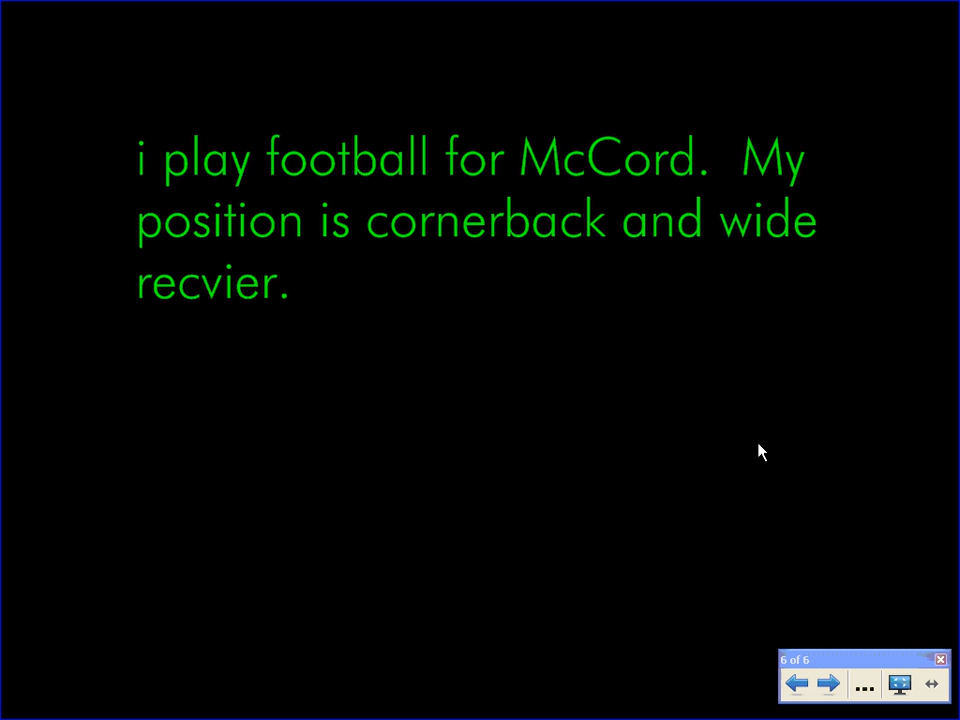 i play football for McCord.  My
position is cornerback and wide
recvier.
6 of 6
...